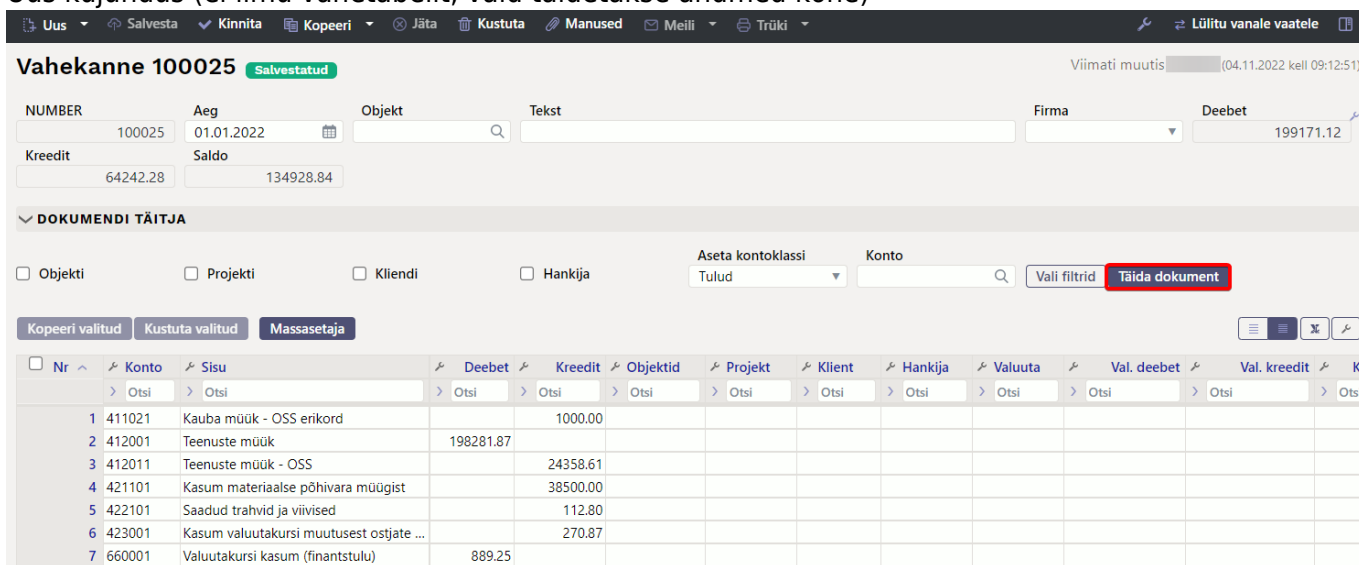 Uus Salvesta Kinnita Kopeeri Jäta Kustuta Manused Meili Trüki Lülitu vanale vaatele
Vahekanne 100025 Salvestatud Viimati muutis (04.11.2022 kell 09:12:51)
NUMBER Aeg Objekt Tekst Firma Deebet
100025 01.01.2022 199171.12
Kreedit Saldo
64242.28 134928.84
DOKUMENDI TÄITJA
Aseta kontoklassi Konto
Objekti Projekti Kliendi Hankija Tulud Vali filtrid Täida dokument
Kopeeri valitud Kustuta valitud Massasetaja
Nr Konto Sisu Deebet Kreedit Objektid Projekt Klient Hankija Valuuta Val. deebet Val. kreedit K
Otsi Otsi Otsi Otsi Otsi Otsi Otsi Otsi Otsi Otsi Otsi Ots
1 411021 Kauba müük - OSS erikord 1000.00
2 412001 Teenuste müük 198281.87
3 412011 Teenuste müük - OSS 24358.61
4 421101 Kasum materiaalse põhivara müügist 38500.00
5 422101 Saadud trahvid ja viivised 112.80
6 423001 Kasum valuutakursi muutusest ostjate ... 270.87
7 660001 Valuutakursi kasum (finantstulu) 889.25